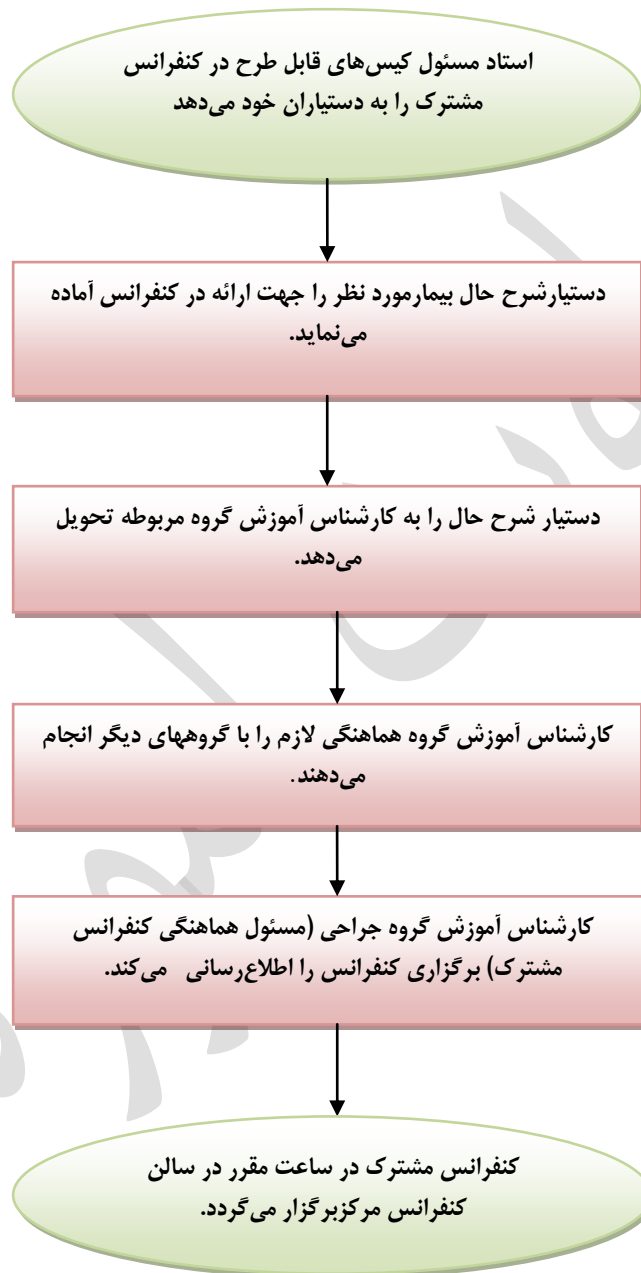 استاد مسئول کیس‌های قابل طرح در کنفرانس
مشترک را به دستیاران خود می‌دهد
دستیارشرح حال بیمارمورد نظر را جهت ارائه در کنفرانس آماده
می‌نماید.
دستیار شرح حال را به کارشناس آموزش گروه مربوطه تحویل
می‌دهد.
کارشناس آموزش گروه هماهنگی لازم را با گروههای دیگر انجام
می‌دهند.
کارشناس آموزش گروه جراحی (مسئول هماهنگی کنفرانس
مشترک) برگزاری کنفرانس را اطلاع‌رسانی می‌کند.
کنفرانس مشترک در ساعت مقرر در سالن
کنفرانس مرکزبرگزار می‌گردد.